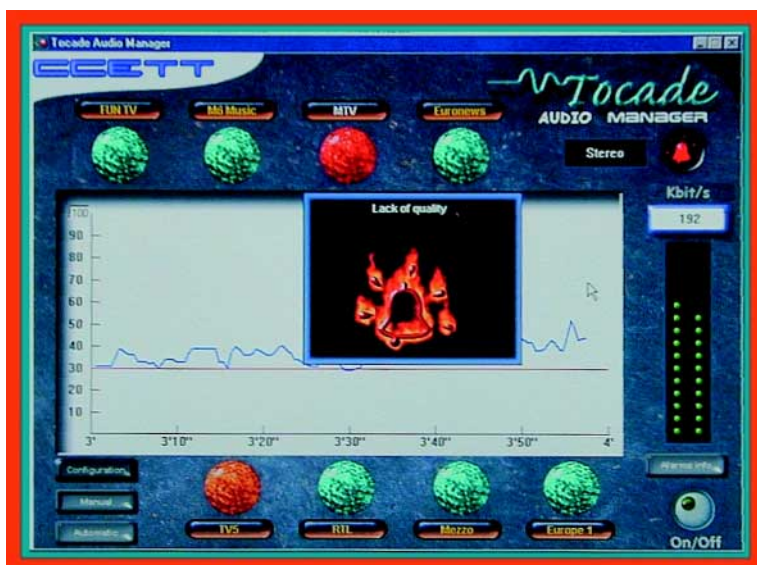 Tocade Audio Manager
CCETT
Tocade
AUDIO MANAGER
FUN TV
M6 Music
MTV
Euronews
Stereo
Kbit/s
192
Lack of quality
100
90
80
70
60
50
40
30
20
10
3'
3'10''
3'20''
3'30''
3'40''
3'50''
4'
Configuration
Manual
Automatic
Alarms info
TV5
RTL
Mezzo
Europe 1
On/Off